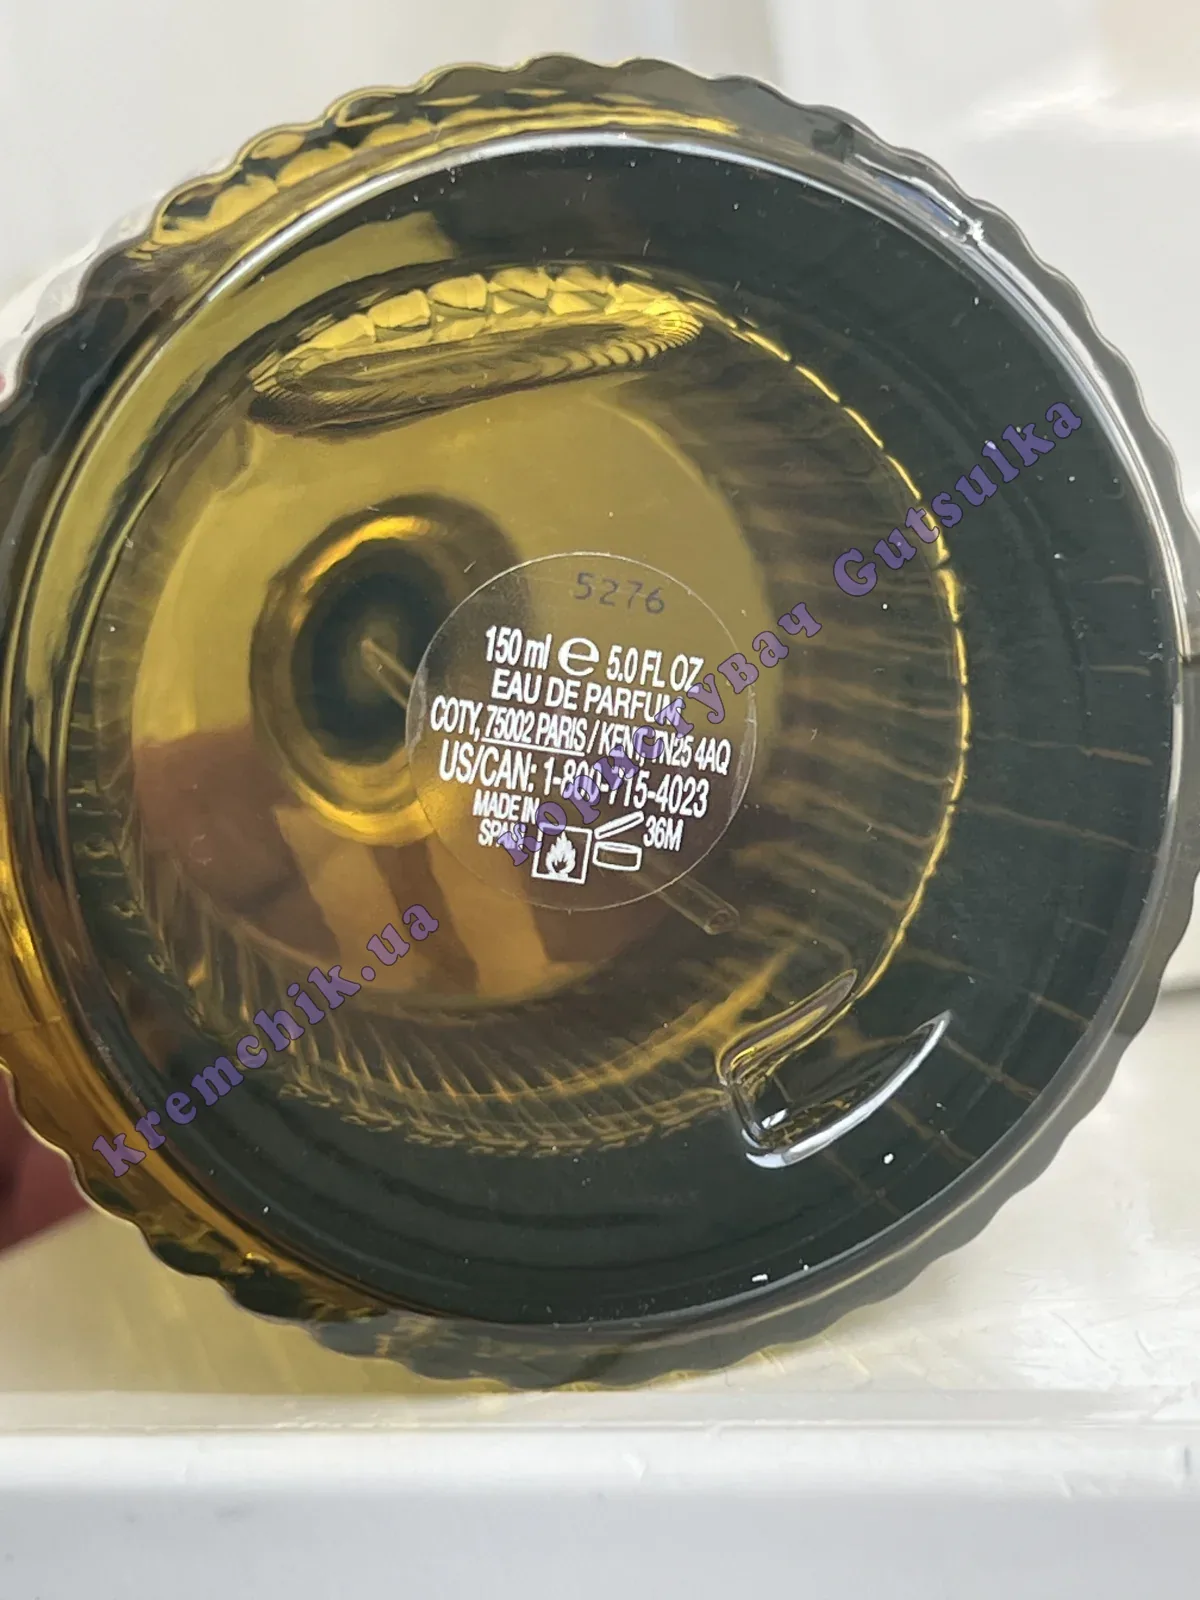 5276
150 ml e 5.0 FL OZ
EAU DE PARFUM
COTY, 75002 PARIS / KENT, TN25 4AQ
US/CAN: 1-800-715-4023
MADE IN
SPAIN
36M
користувач Gutsulka
kremchik.ua